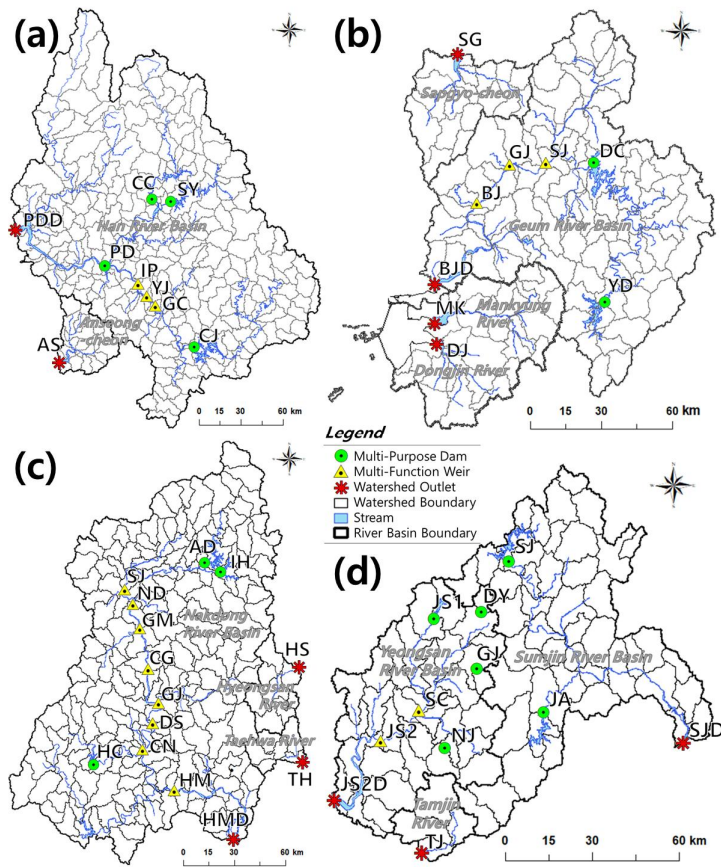 (a)
CC
SY
PDD
Han River Basin
PD
IP
YJ
GC
Anseong
-cheon
AS
CJ
0 15 30 60 km
(b)
SG
Sapgyo-cheon
GJ
SJ
DC
BJ
Geum River Basin
BJD
YD
MK
Mankyung
River
DJ
Dongjin River
0 15 30 60 km
Legend
Multi-Purpose Dam
Multi-Function Weir
Watershed Outlet
Watershed Boundary
Stream
River Basin Boundary
(c)
AD
IH
SJ
ND
GM
Nakdong
River Basin
CG
HS
Hyeongsan
River
GJ
DS
Taehwa River
CN
HC
HM
TH
HMD
0 15 30 60 km
(d)
SJ
JS1
DY
Yeongsan
River Basin
GJ
Sumjin River Basin
SC
JA
JS2
NJ
SJD
JS2D
Tamjin
River
TJ
0 15 30 60 km